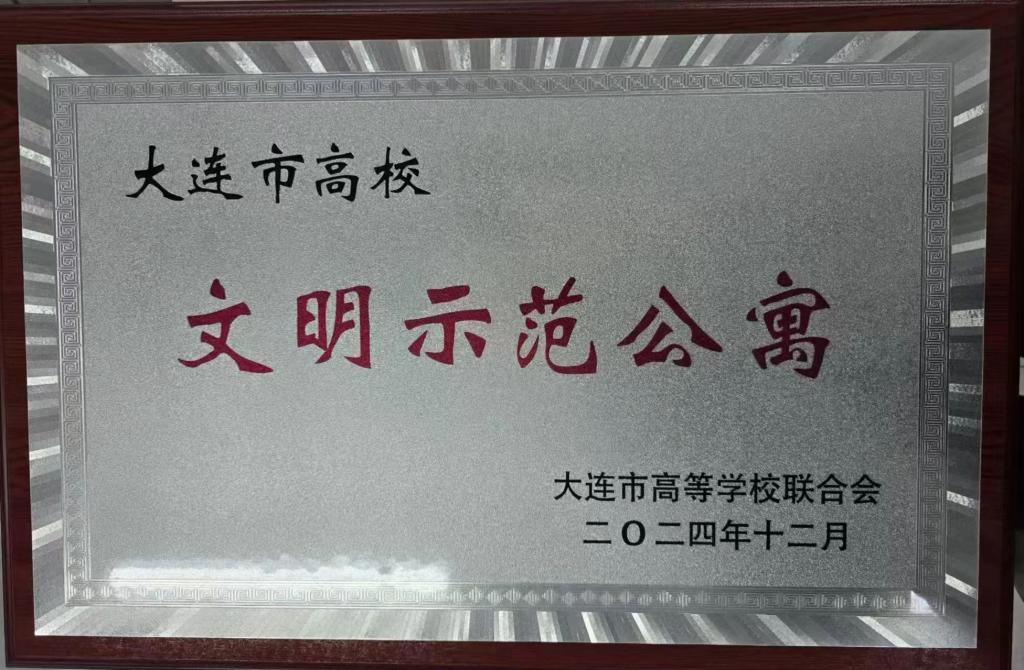 大连市高校
文明示范公寓
大连市高等学校联合会
二〇二四年十二月